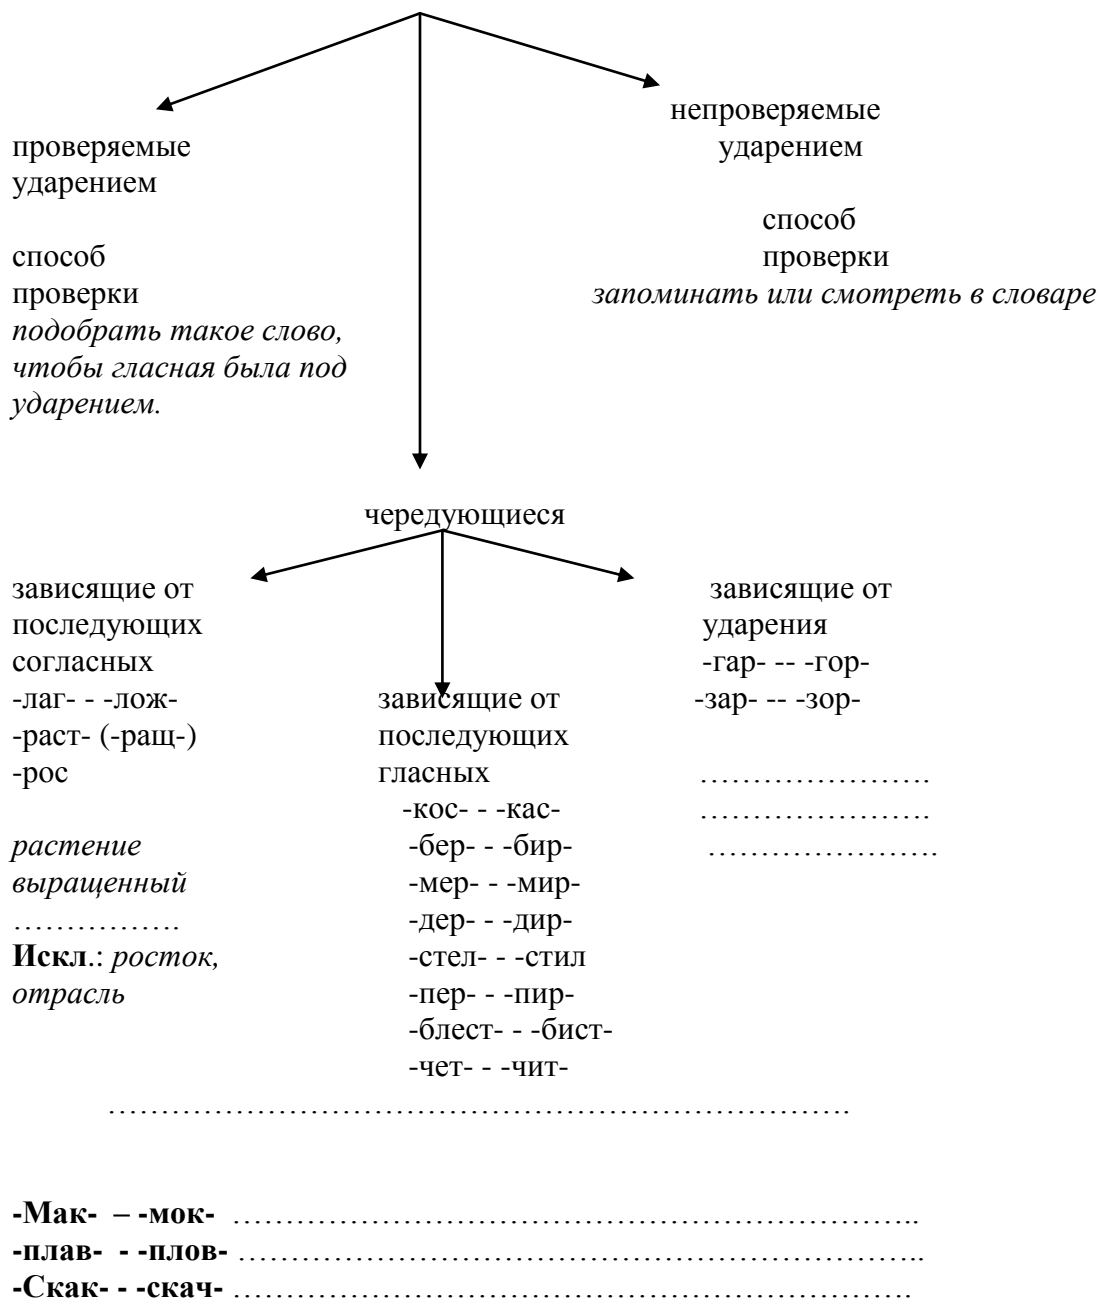 проверяемые
ударением
способ
проверки
подобрать такое слово,
чтобы гласная была под
ударением.
непроверяемые
ударением
способ
проверки
запоминать или смотреть в словаре
чередующиеся
зависящие от
последующих
согласных
-лаг- - -лож-
-раст- (-ращ-)
-рос
растение
выращенный
…………….
Искл.: росток,
отрасль
зависящие от
последующих
гласных
-кос- - -кас-
-бер- - -бир-
-мер- - -мир-
-дер- - -дир-
-стел- - -стил
-пер- - -пир-
-блест- - -бист-
-чет- - -чит-
зависящие от
ударения
-гар- -- -гор-
-зар- -- -зор-
………………….
………………….
………………….
…………………………………………………………….
-Мак- – -мок- ………………………………………………………..
-плав- - -плов- ………………………………………………………..
-Скак- - -скач- ……………………………………………………….